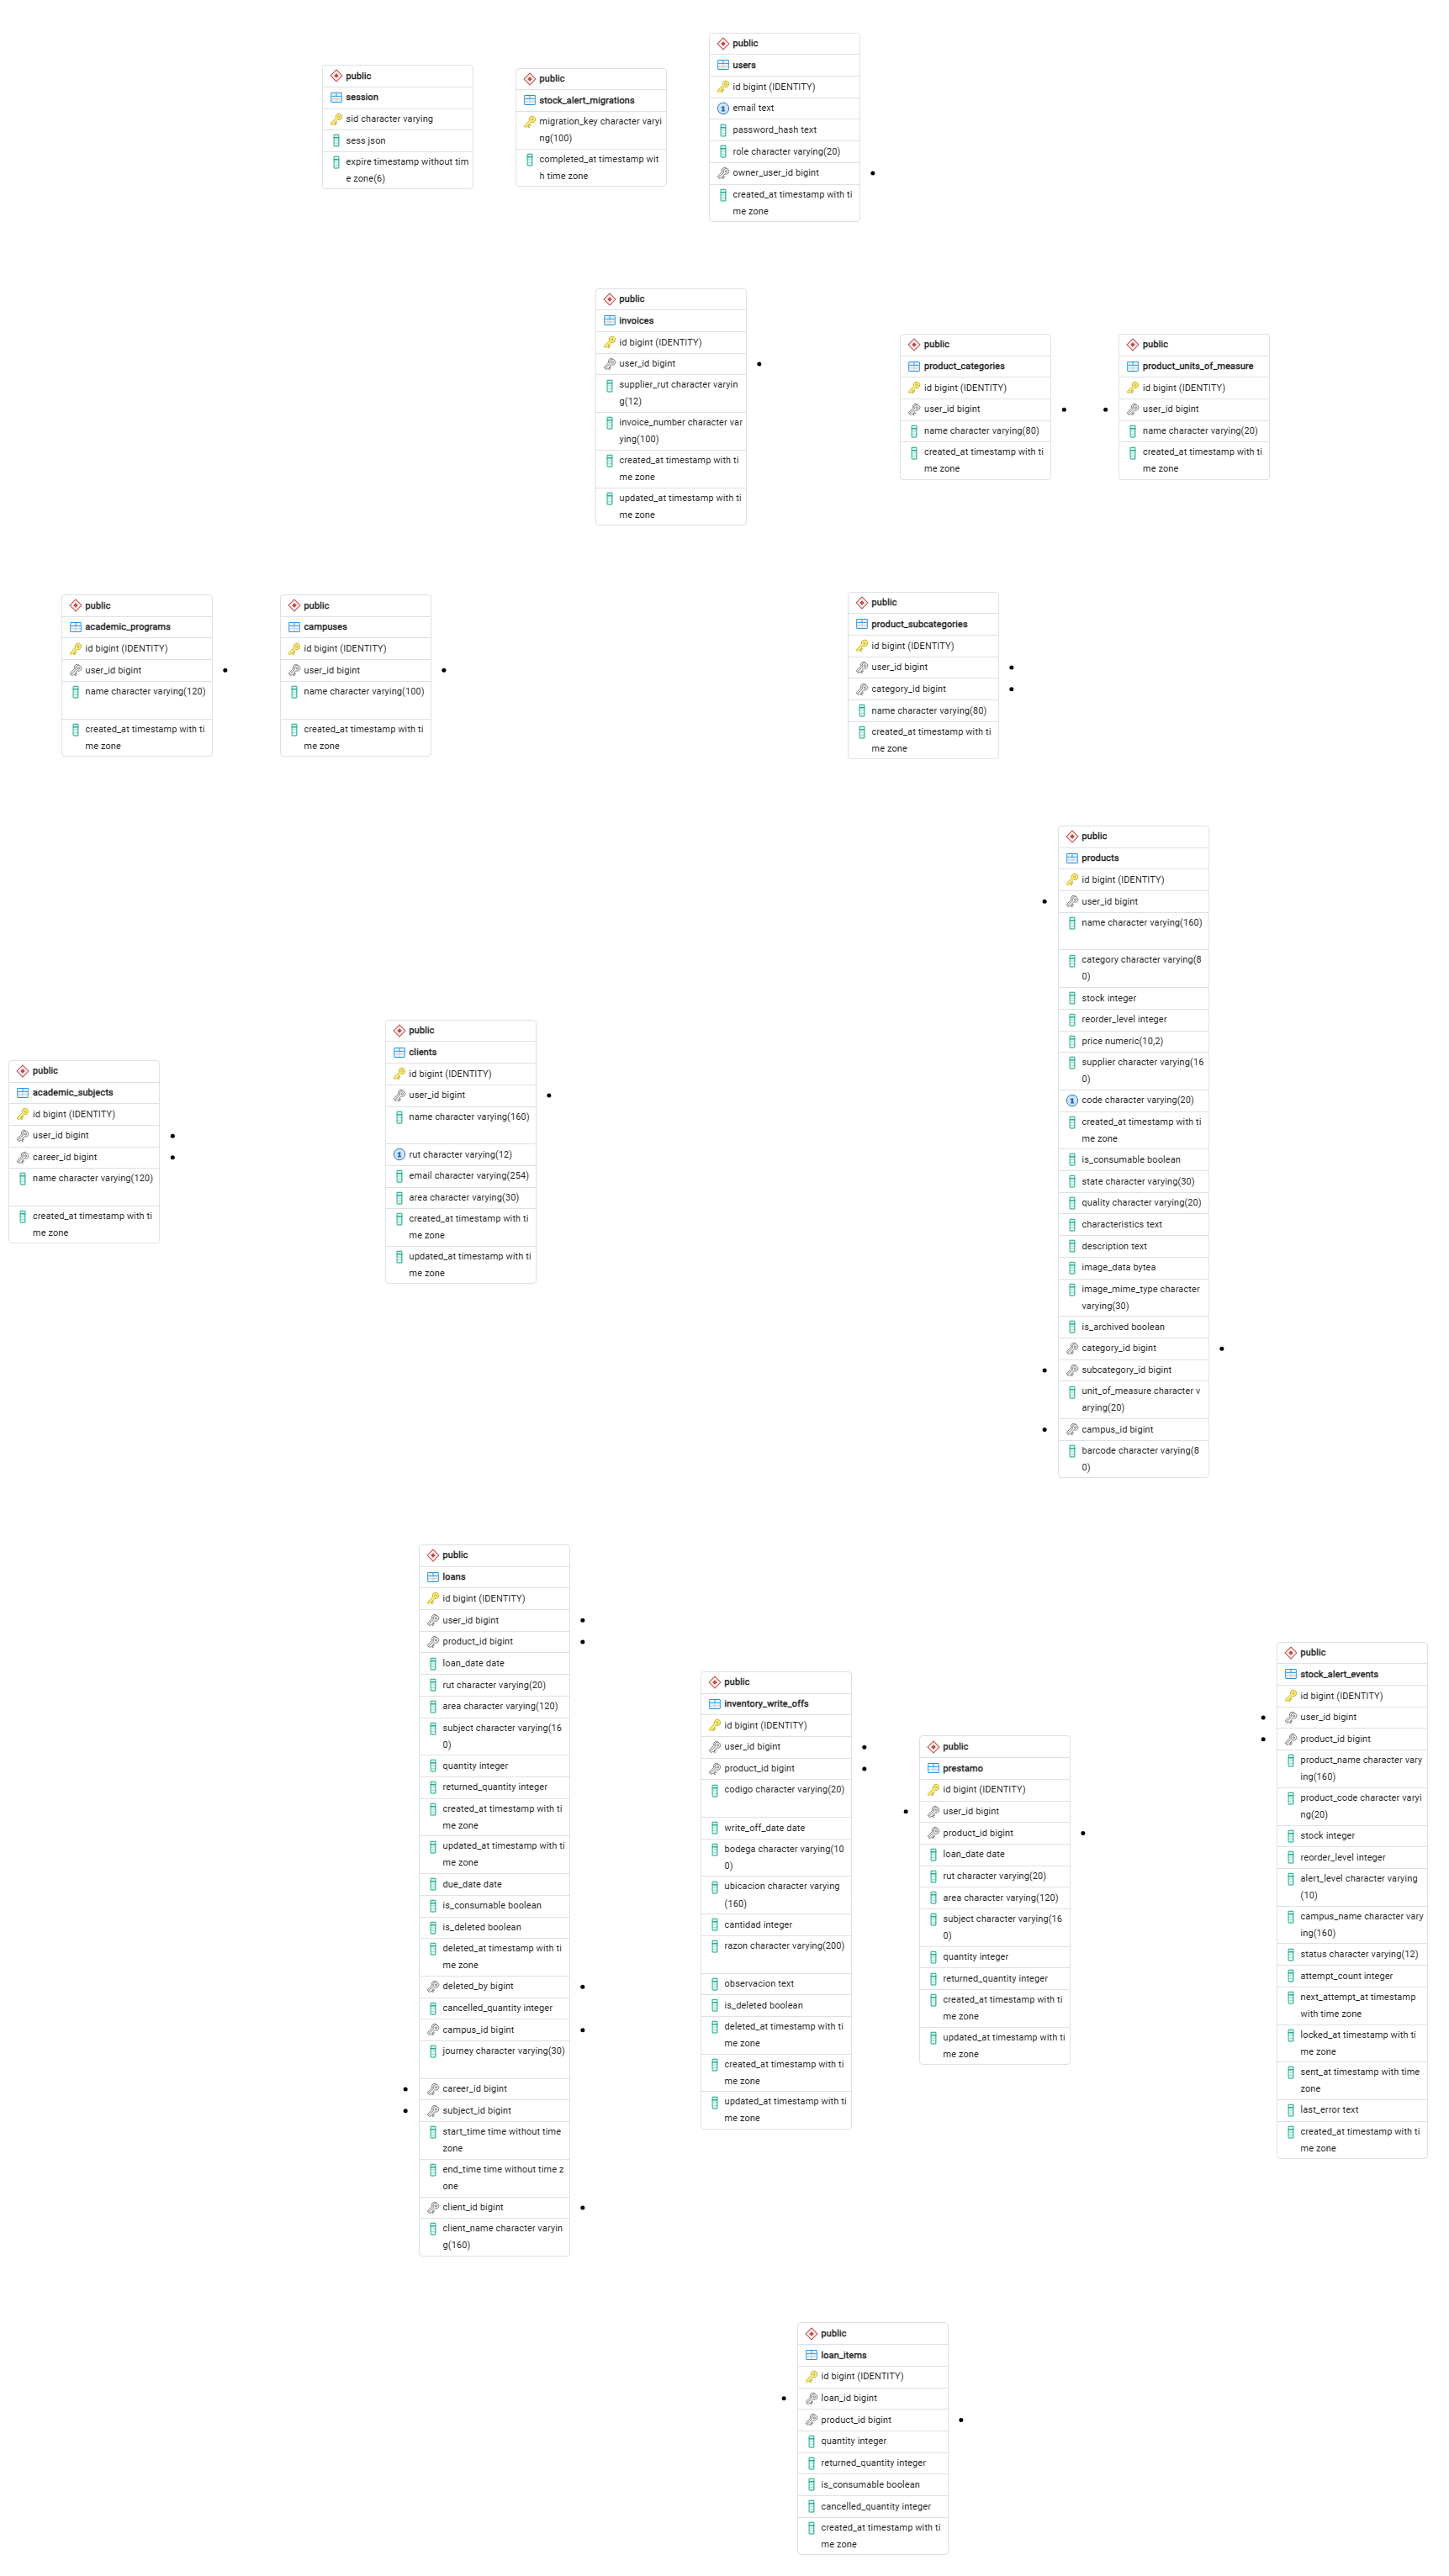 public
session
sid character varying
sess json
expire timestamp without tim
e zone(6)
public
stock_alert_migrations
migration_key character varyi
ng(100)
completed_at timestamp wit
h time zone
public
users
id bigint (IDENTITY)
email text
password_hash text
role character varying(20)
owner_user_id bigint
created_at timestamp with ti
me zone
public
invoices
id bigint (IDENTITY)
user_id bigint
supplier_rut character varyin
g(12)
invoice_number character var
ying(100)
created_at timestamp with ti
me zone
updated_at timestamp with ti
me zone
public
product_categories
id bigint (IDENTITY)
user_id bigint
name character varying(80)
created_at timestamp with ti
me zone
public
product_units_of_measure
id bigint (IDENTITY)
user_id bigint
name character varying(20)
created_at timestamp with ti
me zone
public
academic_programs
id bigint (IDENTITY)
user_id bigint
name character varying(120)
created_at timestamp with ti
me zone
public
campuses
id bigint (IDENTITY)
user_id bigint
name character varying(100)
created_at timestamp with ti
me zone
public
product_subcategories
id bigint (IDENTITY)
user_id bigint
category_id bigint
name character varying(80)
created_at timestamp with ti
me zone
public
products
id bigint (IDENTITY)
user_id bigint
name character varying(160)
category character varying(8
0)
stock integer
reorder_level integer
price numeric(10,2)
supplier character varying(16
0)
code character varying(20)
created_at timestamp with ti
me zone
is_consumable boolean
state character varying(30)
quality character varying(20)
characteristics text
description text
image_data bytea
image_mime_type character
varying(30)
is_archived boolean
category_id bigint
subcategory_id bigint
unit_of_measure character v
arying(20)
campus_id bigint
barcode character varying(8
0)
public
academic_subjects
id bigint (IDENTITY)
user_id bigint
career_id bigint
name character varying(120)
created_at timestamp with ti
me zone
public
clients
id bigint (IDENTITY)
user_id bigint
name character varying(160)
rut character varying(12)
email character varying(254)
area character varying(30)
created_at timestamp with ti
me zone
updated_at timestamp with ti
me zone
public
loans
id bigint (IDENTITY)
user_id bigint
product_id bigint
loan_date date
rut character varying(20)
area character varying(120)
subject character varying(16
0)
quantity integer
returned_quantity integer
created_at timestamp with ti
me zone
updated_at timestamp with ti
me zone
due_date date
is_consumable boolean
is_deleted boolean
deleted_at timestamp with ti
me zone
deleted_by bigint
cancelled_quantity integer
campus_id bigint
journey character varying(30)
career_id bigint
subject_id bigint
start_time time without time
zone
end_time time without time z
one
client_id bigint
client_name character varyin
g(160)
public
inventory_write_offs
id bigint (IDENTITY)
user_id bigint
product_id bigint
codigo character varying(20)
write_off_date date
bodega character varying(10
0)
ubicacion character varying
(160)
cantidad integer
razon character varying(200)
observacion text
is_deleted boolean
deleted_at timestamp with ti
me zone
created_at timestamp with ti
me zone
updated_at timestamp with ti
me zone
public
prestamo
id bigint (IDENTITY)
user_id bigint
product_id bigint
loan_date date
rut character varying(20)
area character varying(120)
subject character varying(16
0)
quantity integer
returned_quantity integer
created_at timestamp with ti
me zone
updated_at timestamp with ti
me zone
public
stock_alert_events
id bigint (IDENTITY)
user_id bigint
product_id bigint
product_name character vary
ing(160)
product_code character varyi
ng(20)
stock integer
reorder_level integer
alert_level character varying
(10)
campus_name character vary
ing(160)
status character varying(12)
attempt_count integer
next_attempt_at timestamp
with time zone
locked_at timestamp with ti
me zone
sent_at timestamp with time
zone
last_error text
created_at timestamp with ti
me zone
public
loan_items
id bigint (IDENTITY)
loan_id bigint
product_id bigint
quantity integer
returned_quantity integer
is_consumable boolean
cancelled_quantity integer
created_at timestamp with ti
me zone